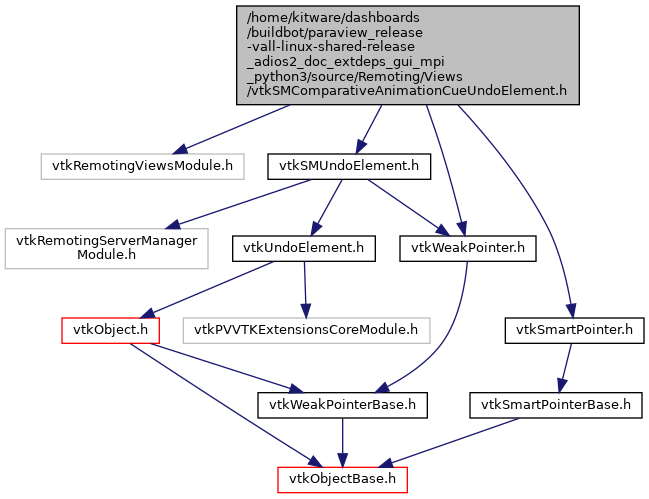 /home/kitware/dashboards
/buildbot/paraview_release
-vall-linux-shared-release
_adios2_doc_extdeps_gui_mpi
_python3/source/Remoting/Views
/vtkSMComparativeAnimationCueUndoElement.h
vtkRemotingViewsModule.h
vtkSMUndoElement.h
vtkRemotingServerManager
Module.h
vtkUndoElement.h
vtkWeakPointer.h
vtkObject.h
vtkPVVTKExtensionsCoreModule.h
vtkSmartPointer.h
vtkWeakPointerBase.h
vtkSmartPointerBase.h
vtkObjectBase.h